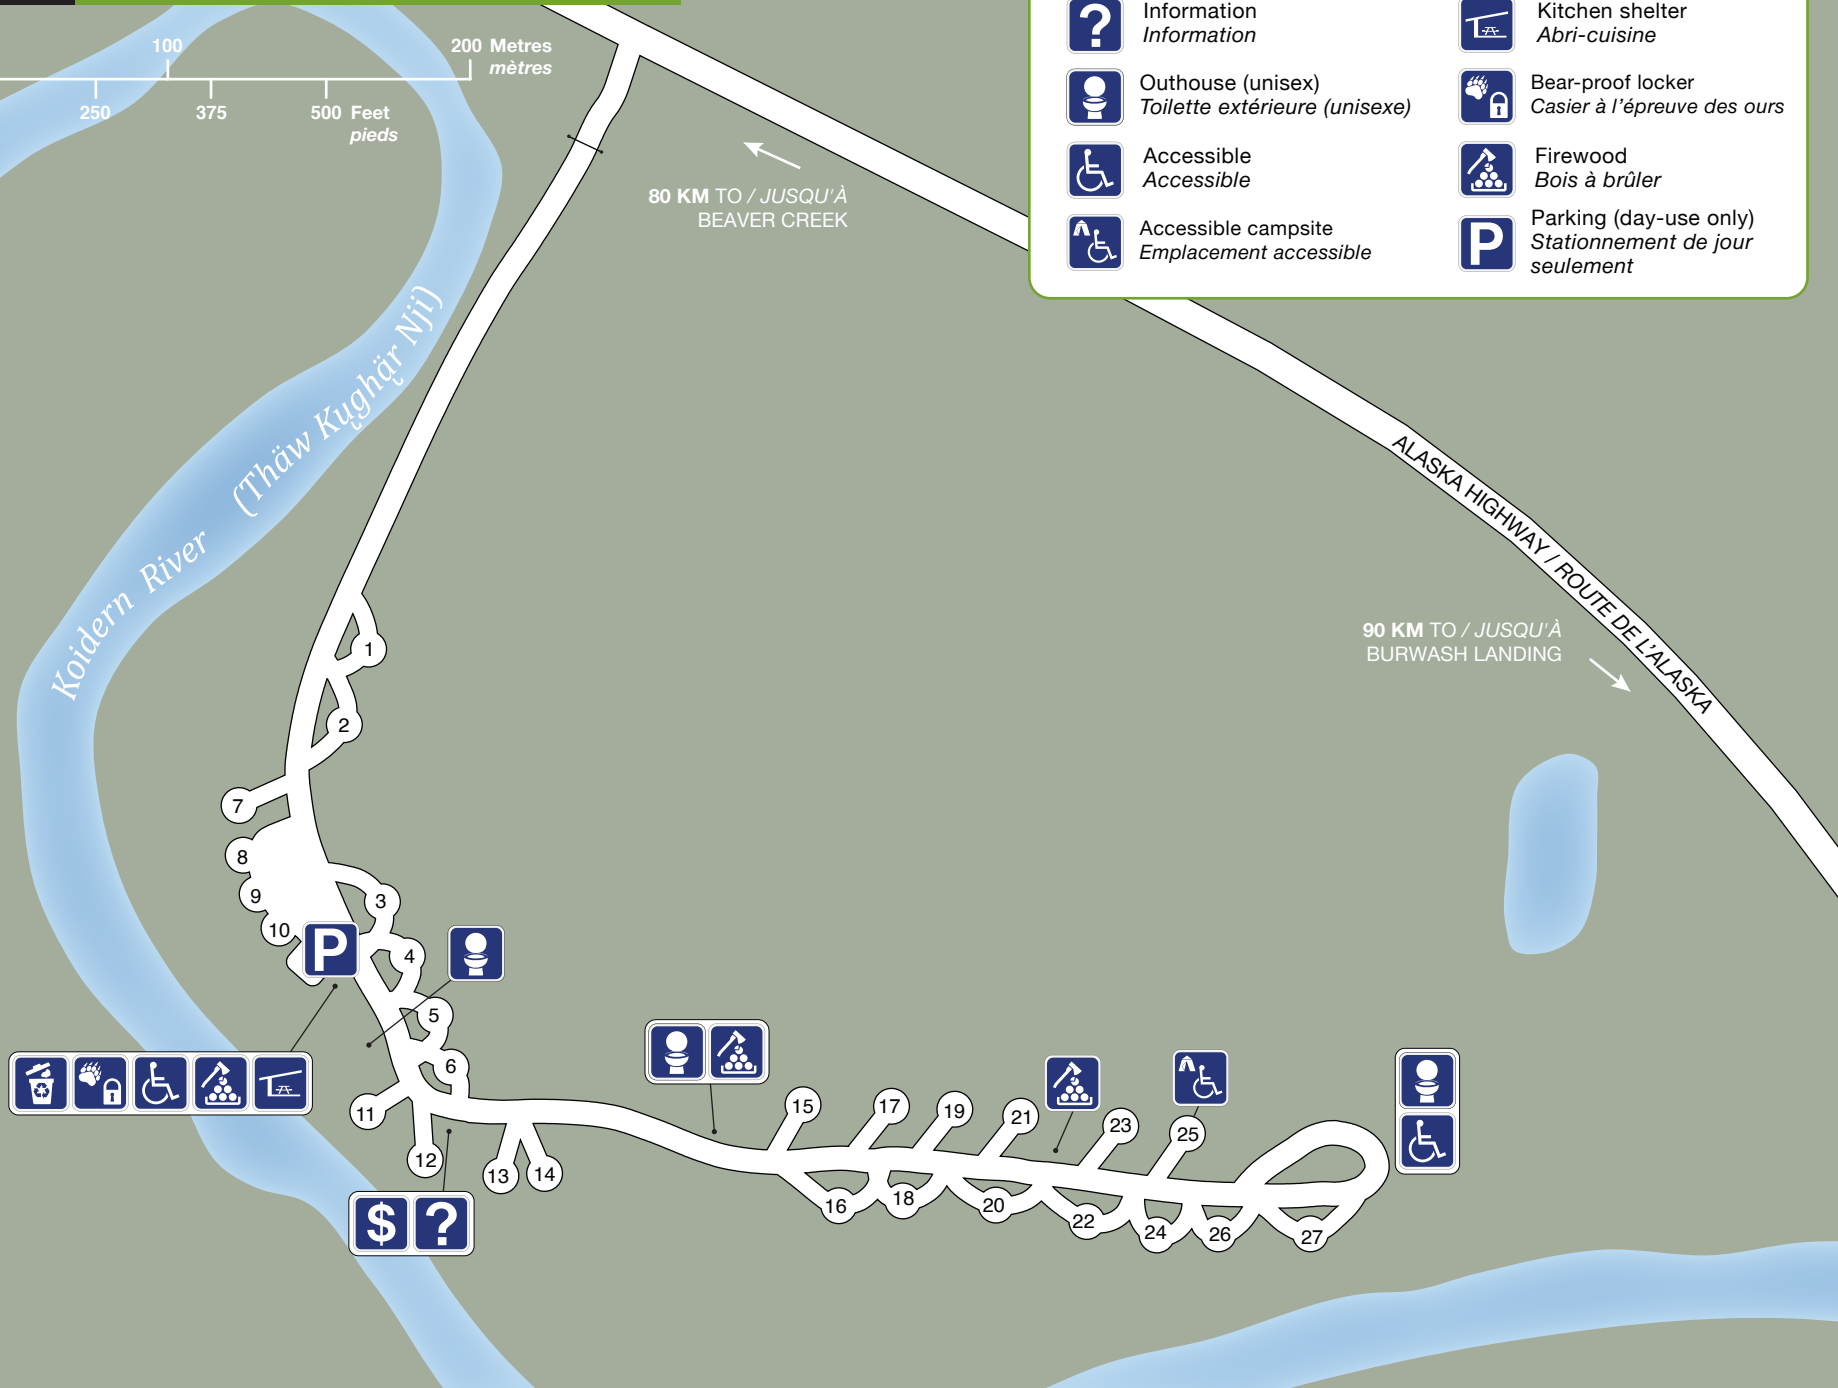 100
200 Metres
mètres
250
375
500 Feet
pieds
Information
Information
Outhouse (unisex)
Toilette extérieure (unisexe)
Accessible
Accessible
Accessible campsite
Emplacement accessible
Kitchen shelter
Abri-cuisine
Bear-proof locker
Casier à l'épreuve des ours
Firewood
Bois à brûler
P
Parking (day-use only)
Stationnement de jour
seulement
?
80 KM TO / JUSQU'À
BEAVER CREEK
Koidern River (Thäw Kųghą̈r Nji)
ALASKA HIGHWAY / ROUTE DE L'ALASKA
90 KM TO / JUSQU'À
BURWASH LANDING
1
2
7
8
9
10
3
P
4
5
6
11
12
13
14
15
17
19
21
23
25
16
18
20
22
24
26
27
$ ?